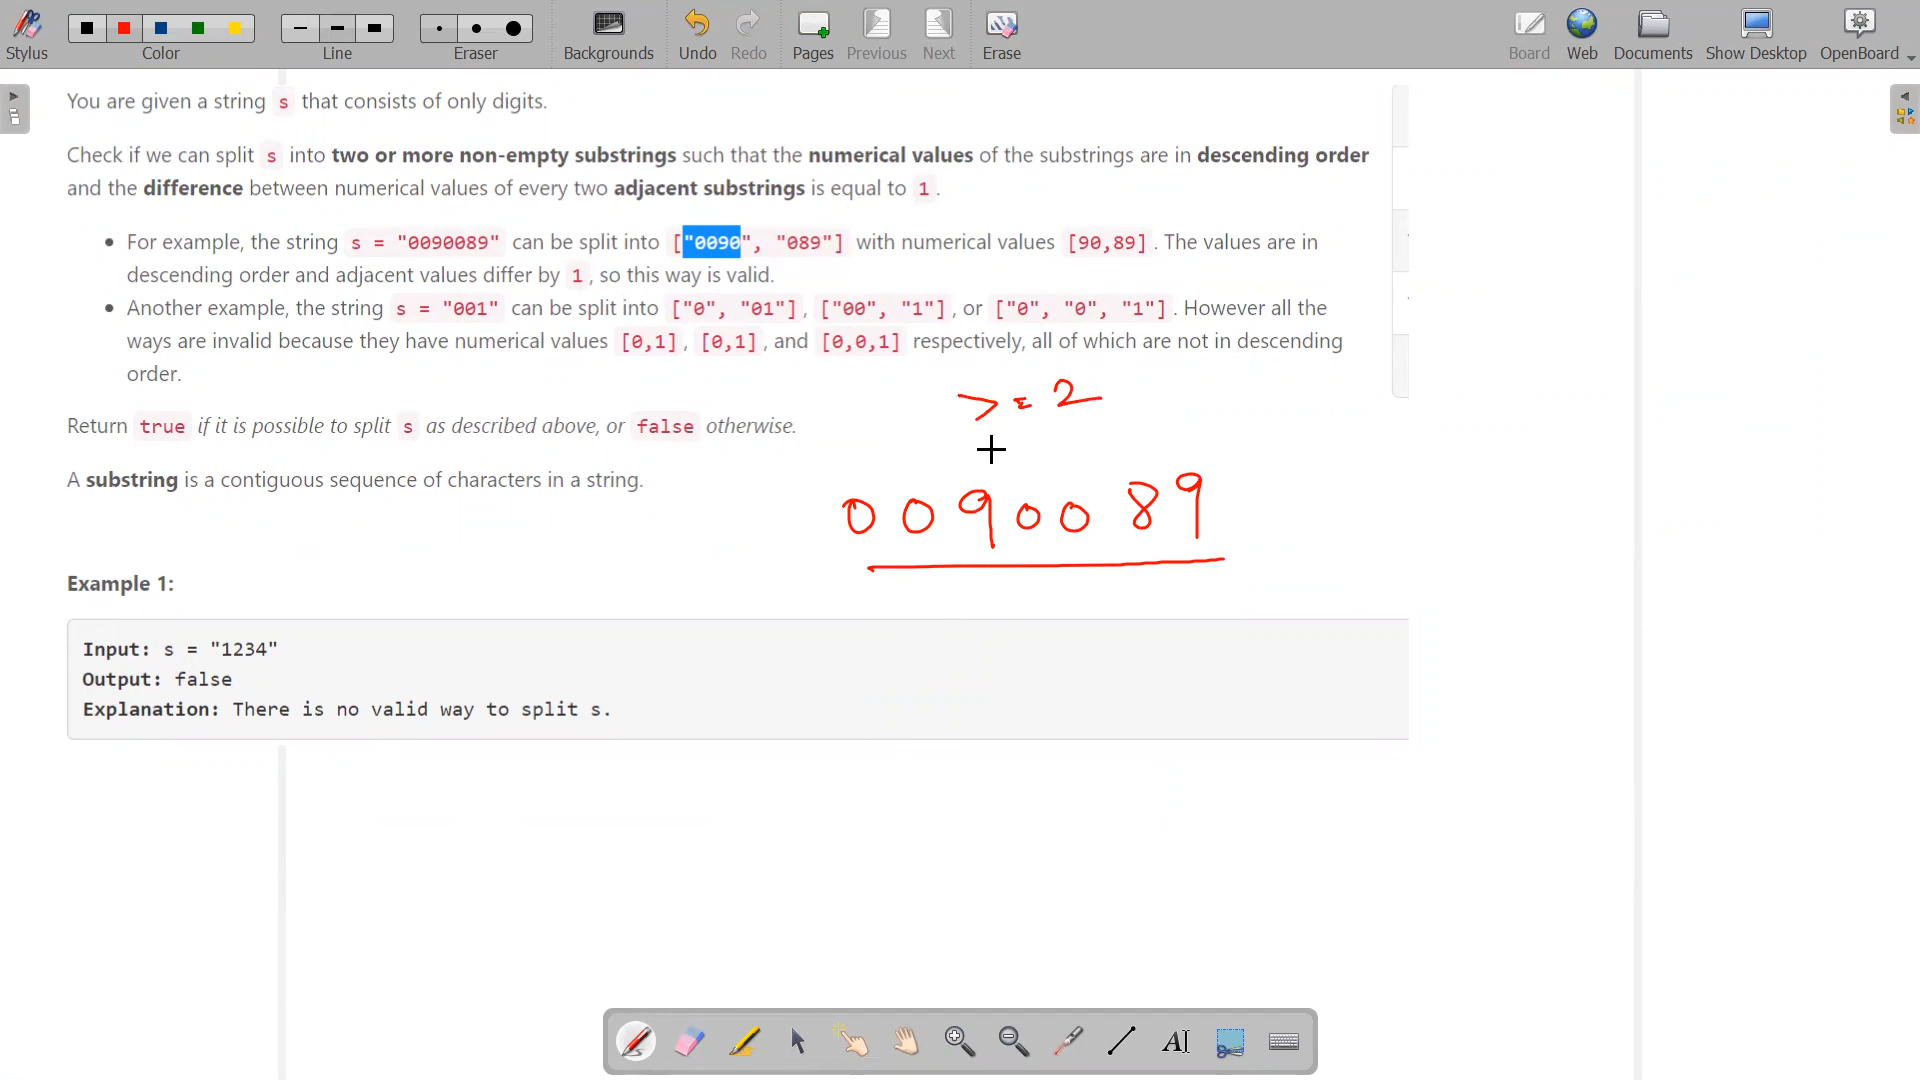 Stylus Color Line Eraser Backgrounds Undo Redo Pages Previous Next Erase Board Web Documents Show Desktop OpenBoard
You are given a string s that consists of only digits.
Check if we can split s into two or more non-empty substrings such that the numerical values of the substrings are in descending order
and the difference between numerical values of every two adjacent substrings is equal to 1.
• For example, the string s = "0090089" can be split into ["0090", "089"] with numerical values [90,89]. The values are in
descending order and adjacent values differ by 1, so this way is valid.
• Another example, the string s = "001" can be split into ["0", "01"], ["00", "1"], or ["0", "0", "1"]. However all the
ways are invalid because they have numerical values [0,1], [0,1], and [0,0,1] respectively, all of which are not in descending
order.
>= 2
Return true if it is possible to split s as described above, or false otherwise.
A substring is a contiguous sequence of characters in a string.
0090089
Example 1:
Input: s = "1234"
Output: false
Explanation: There is no valid way to split s.
AI